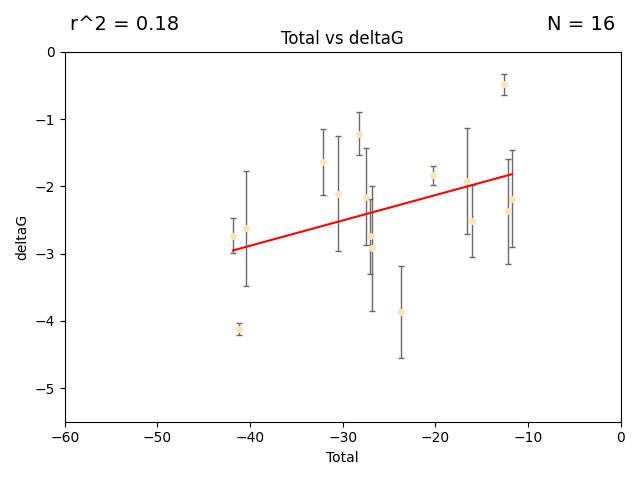 r^2 = 0.18
N = 16
Total vs deltaG
0
−1
−2
−3
−4
−5
deltaG
−60
−50
−40
−30
−20
−10
0
Total